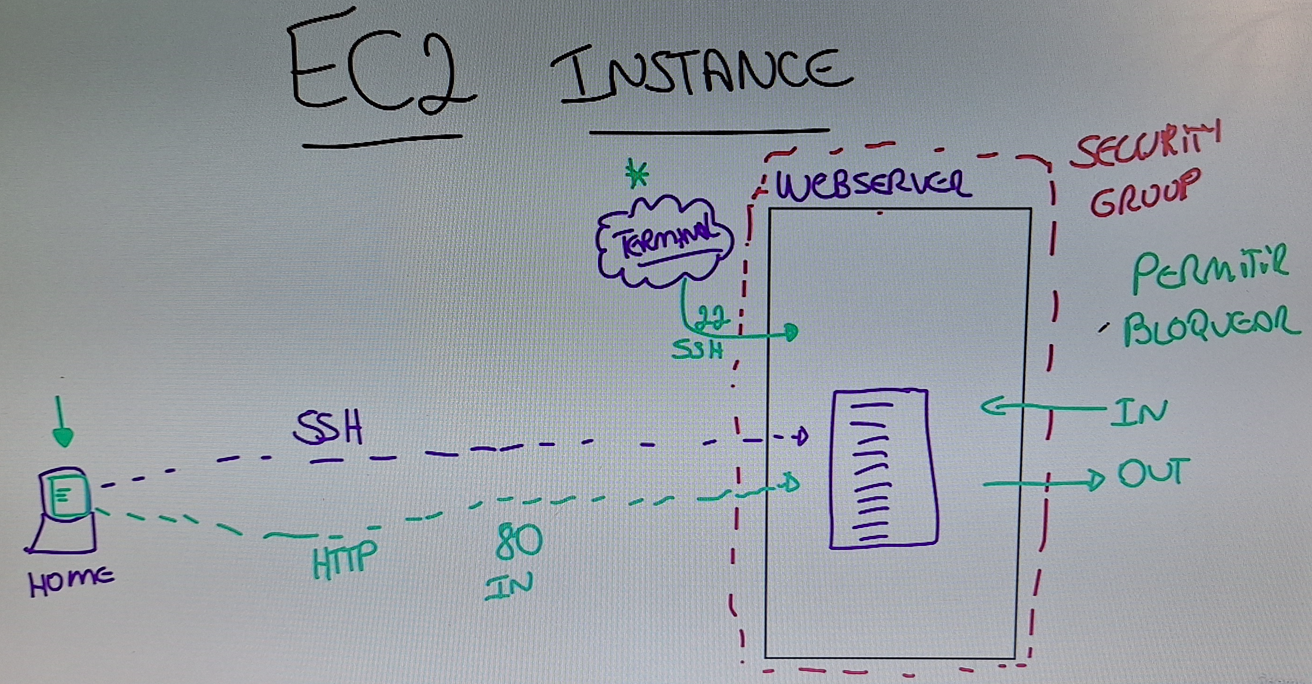 EC2 INSTANCE
SECURITY
GROUP
*
WEBSERVER
TERMINAL
PERMITIR
BLOQUEAR
22
SSH
IN
SSH
OUT
HTTP
80
IN
HOME